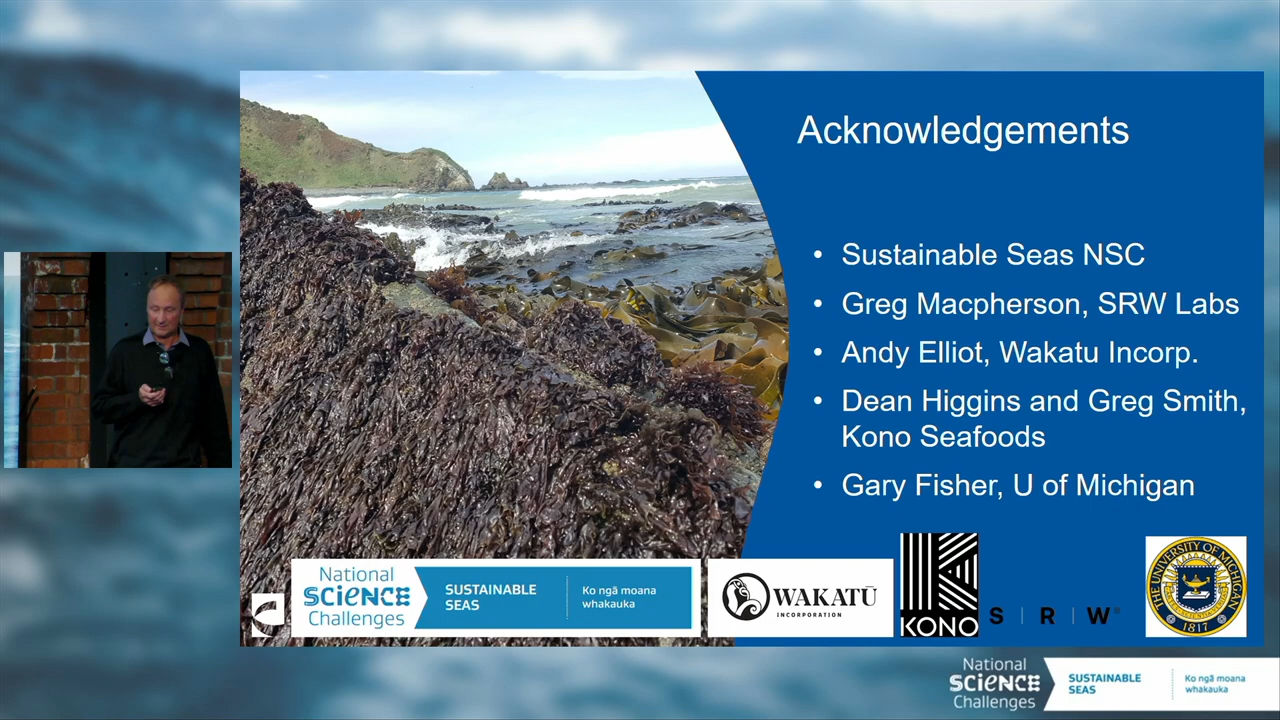 Acknowledgements
• Sustainable Seas NSC
• Greg Macpherson, SRW Labs
• Andy Elliot, Wakatu Incorp.
• Dean Higgins and Greg Smith,
Kono Seafoods
• Gary Fisher, U of Michigan
National
SCIENCE
Challenges
SUSTAINABLE
SEAS
Ko ngā moana
whakauka
WAKATŪ
INCORPORATION
KONO
S | R | W
THE UNIVERSITY OF MICHIGAN
1817
National
SCIENCE
Challenges
SUSTAINABLE
SEAS
Ko ngā moana
whakauka